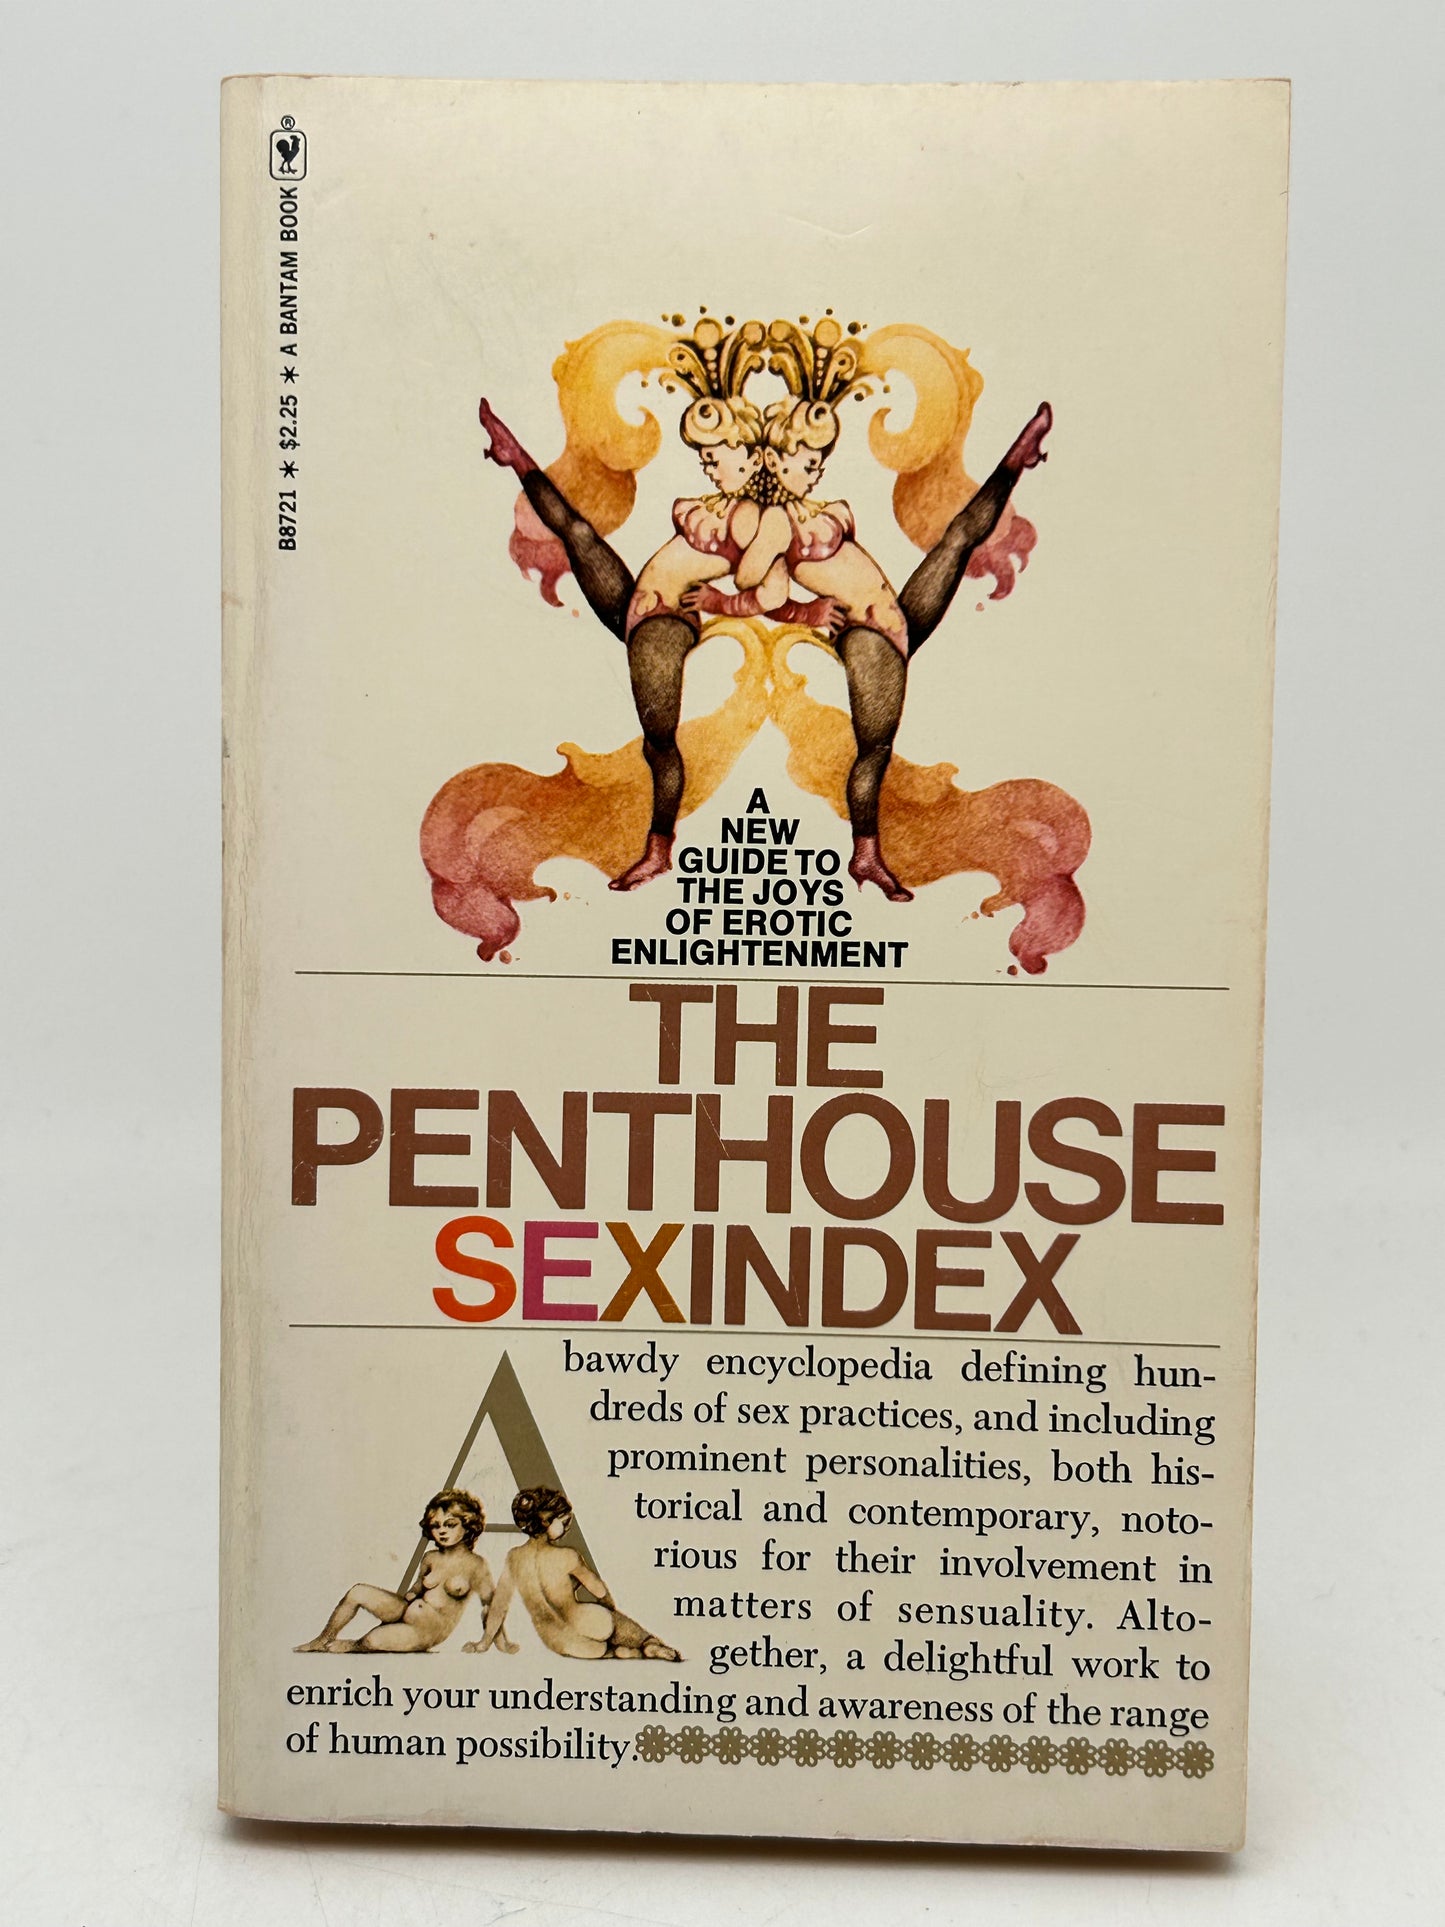 B8721 * $2.25 * A BANTAM BOOK ®
A
NEW
GUIDE TO
THE JOYS
OF EROTIC
ENLIGHTENMENT
THE
PENTHOUSE
SEXINDEX
A bawdy encyclopedia defining hun-
dreds of sex practices, and including
prominent personalities, both his-
torical and contemporary, noto-
rious for their involvement in
matters of sensuality. Alto-
gether, a delightful work to
enrich your understanding and awareness of the range
of human possibility.